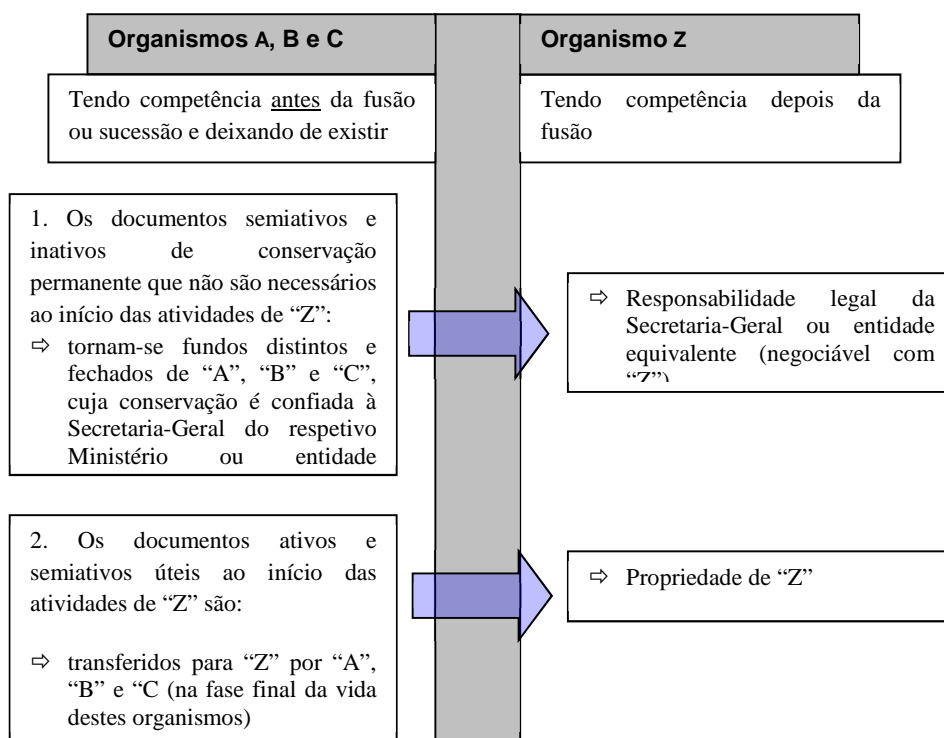 Organismos A, B e C
Organismo Z
Tendo competência antes da fusão
ou sucessão e deixando de existir
Tendo competência depois da
fusão
1. Os documentos semiativos e
inativos de conservação
permanente que não são necessários
ao início das atividades de “Z”:
⇨ tornam-se fundos distintos e
fechados de “A”, “B” e “C”,
cuja conservação é confiada à
Secretaria-Geral do respetivo
Ministério ou entidade
⇨ Responsabilidade legal da
Secretaria-Geral ou entidade
equivalente (negociável com
“Z”)
2. Os documentos ativos e
semiativos úteis ao início das
atividades de “Z” são:
⇨ transferidos para “Z” por “A”,
“B” e “C (na fase final da vida
destes organismos)
⇨ Propriedade de “Z”